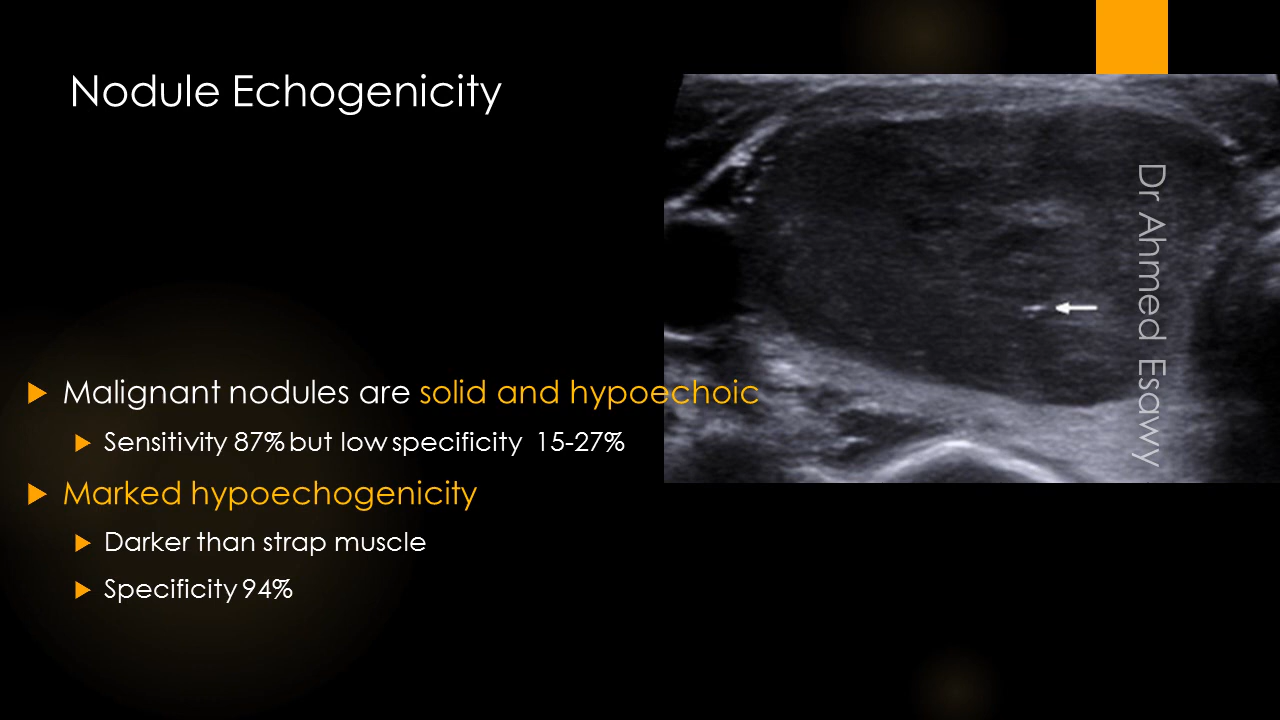 Nodule Echogenicity
Malignant nodules are solid and hypoechoic
Sensitivity 87% but low specificity 15-27%
Marked hypoechogenicity
Darker than strap muscle
Specificity 94%
Dr Ahmed Esawy